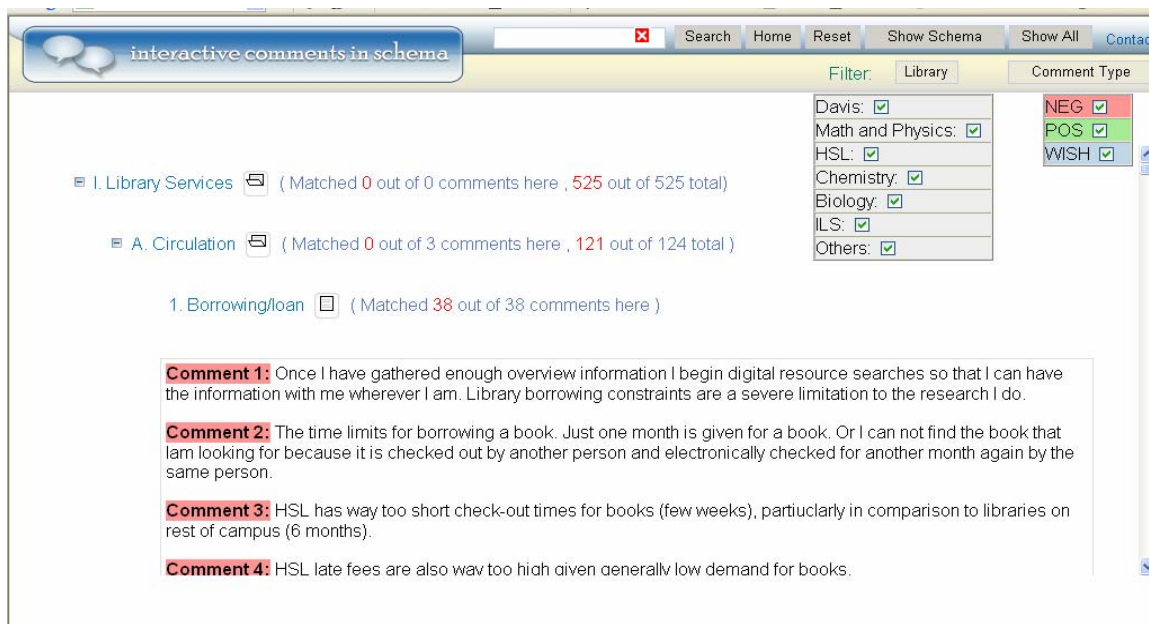 interactive comments in schema
Search Home Reset Show Schema Show All Contac
Filter: Library Comment Type
Davis:
Math and Physics:
HSL:
Chemistry:
Biology:
ILS:
Others:
NEG
POS
WISH
I. Library Services ( Matched 0 out of 0 comments here , 525 out of 525 total)
A. Circulation ( Matched 0 out of 3 comments here , 121 out of 124 total )
1. Borrowing/loan ( Matched 38 out of 38 comments here )
Comment 1: Once I have gathered enough overview information I begin digital resource searches so that I can have
the information with me wherever I am. Library borrowing constraints are a severe limitation to the research I do.
Comment 2: The time limits for borrowing a book. Just one month is given for a book. Or I can not find the book that
Iam looking for because it is checked out by another person and electronically checked for another month again by the
same person.
Comment 3: HSL has way too short check-out times for books (few weeks), partiuclarly in comparison to libraries on
rest of campus (6 months).
Comment 4: HSL late fees are also way too high given generally low demand for books.